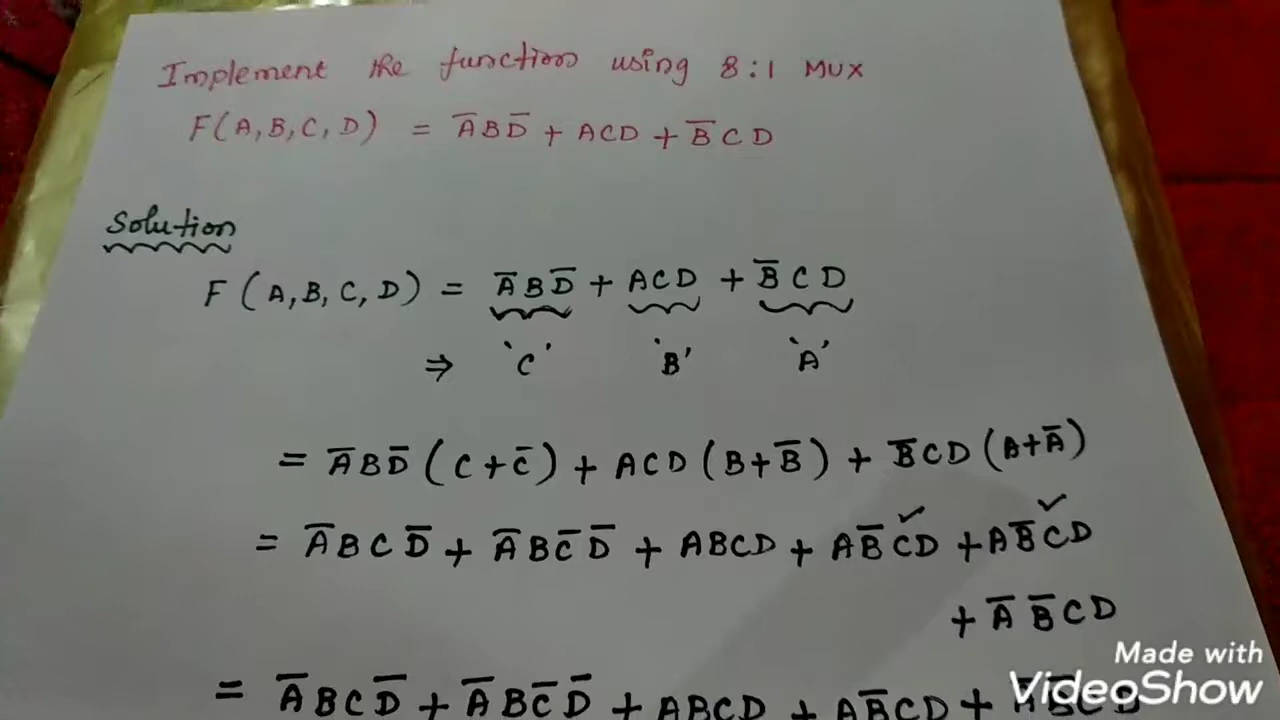 Implement the function using 8:1 MUX
F(A,B,C,D) = A̅BD̅ + ACD + B̅CD
Solution
F(A,B,C,D) = A̅BD̅ + ACD + B̅CD
⇒ 'C' 'B' 'A'
= A̅BD̅(C+C̅) + ACD(B+B̅) + B̅CD(A+A̅)
= A̅BCD̅ + A̅BC̅D̅ + ABCD + AB̅CD + AB̅CD
✓ ✓
+ A̅B̅CD
= A̅BCD̅ + A̅BC̅D̅ + ABCD + AB̅CD + A̅B̅CD
Made with
VideoShow